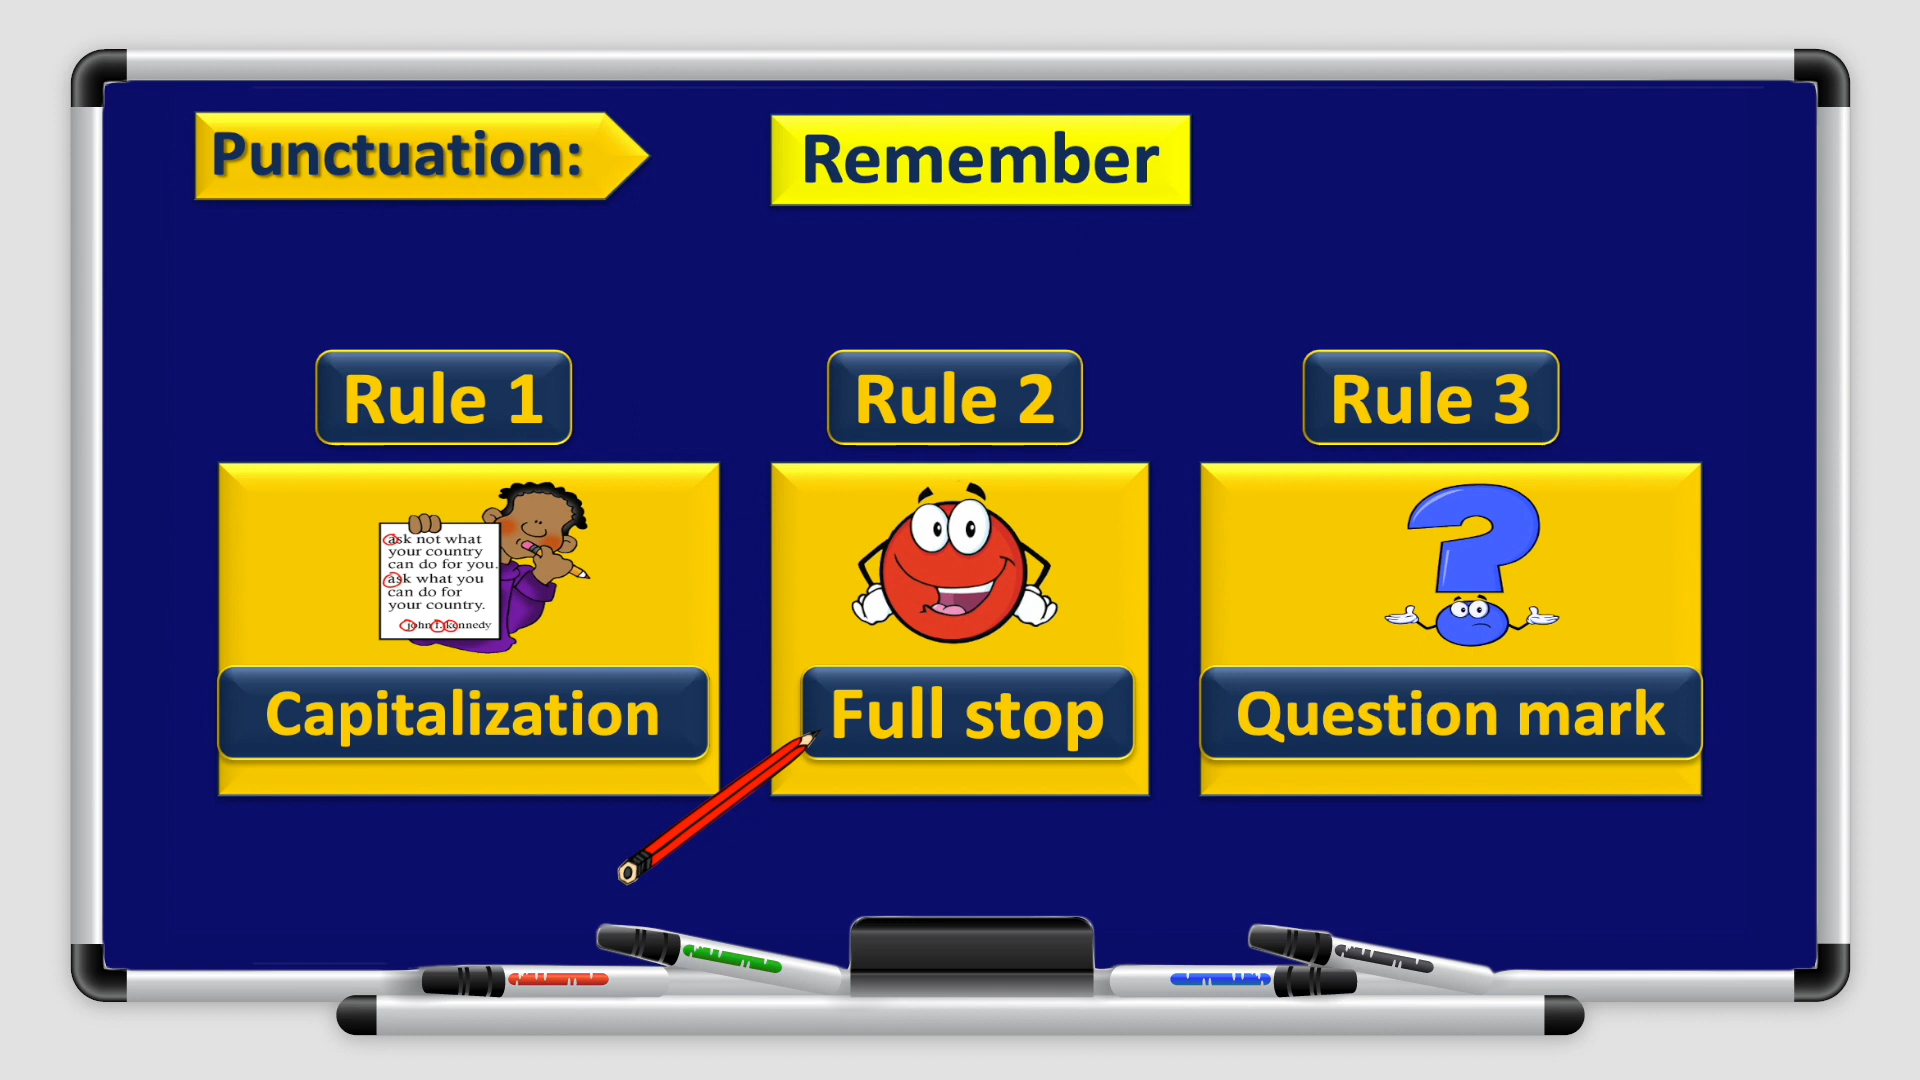 Punctuation:
Remember
Rule 1
Rule 2
Rule 3
ask not what
your country
can do for you.
ask what you
can do for
your country.
john f. kennedy
Capitalization
Full stop
Question mark